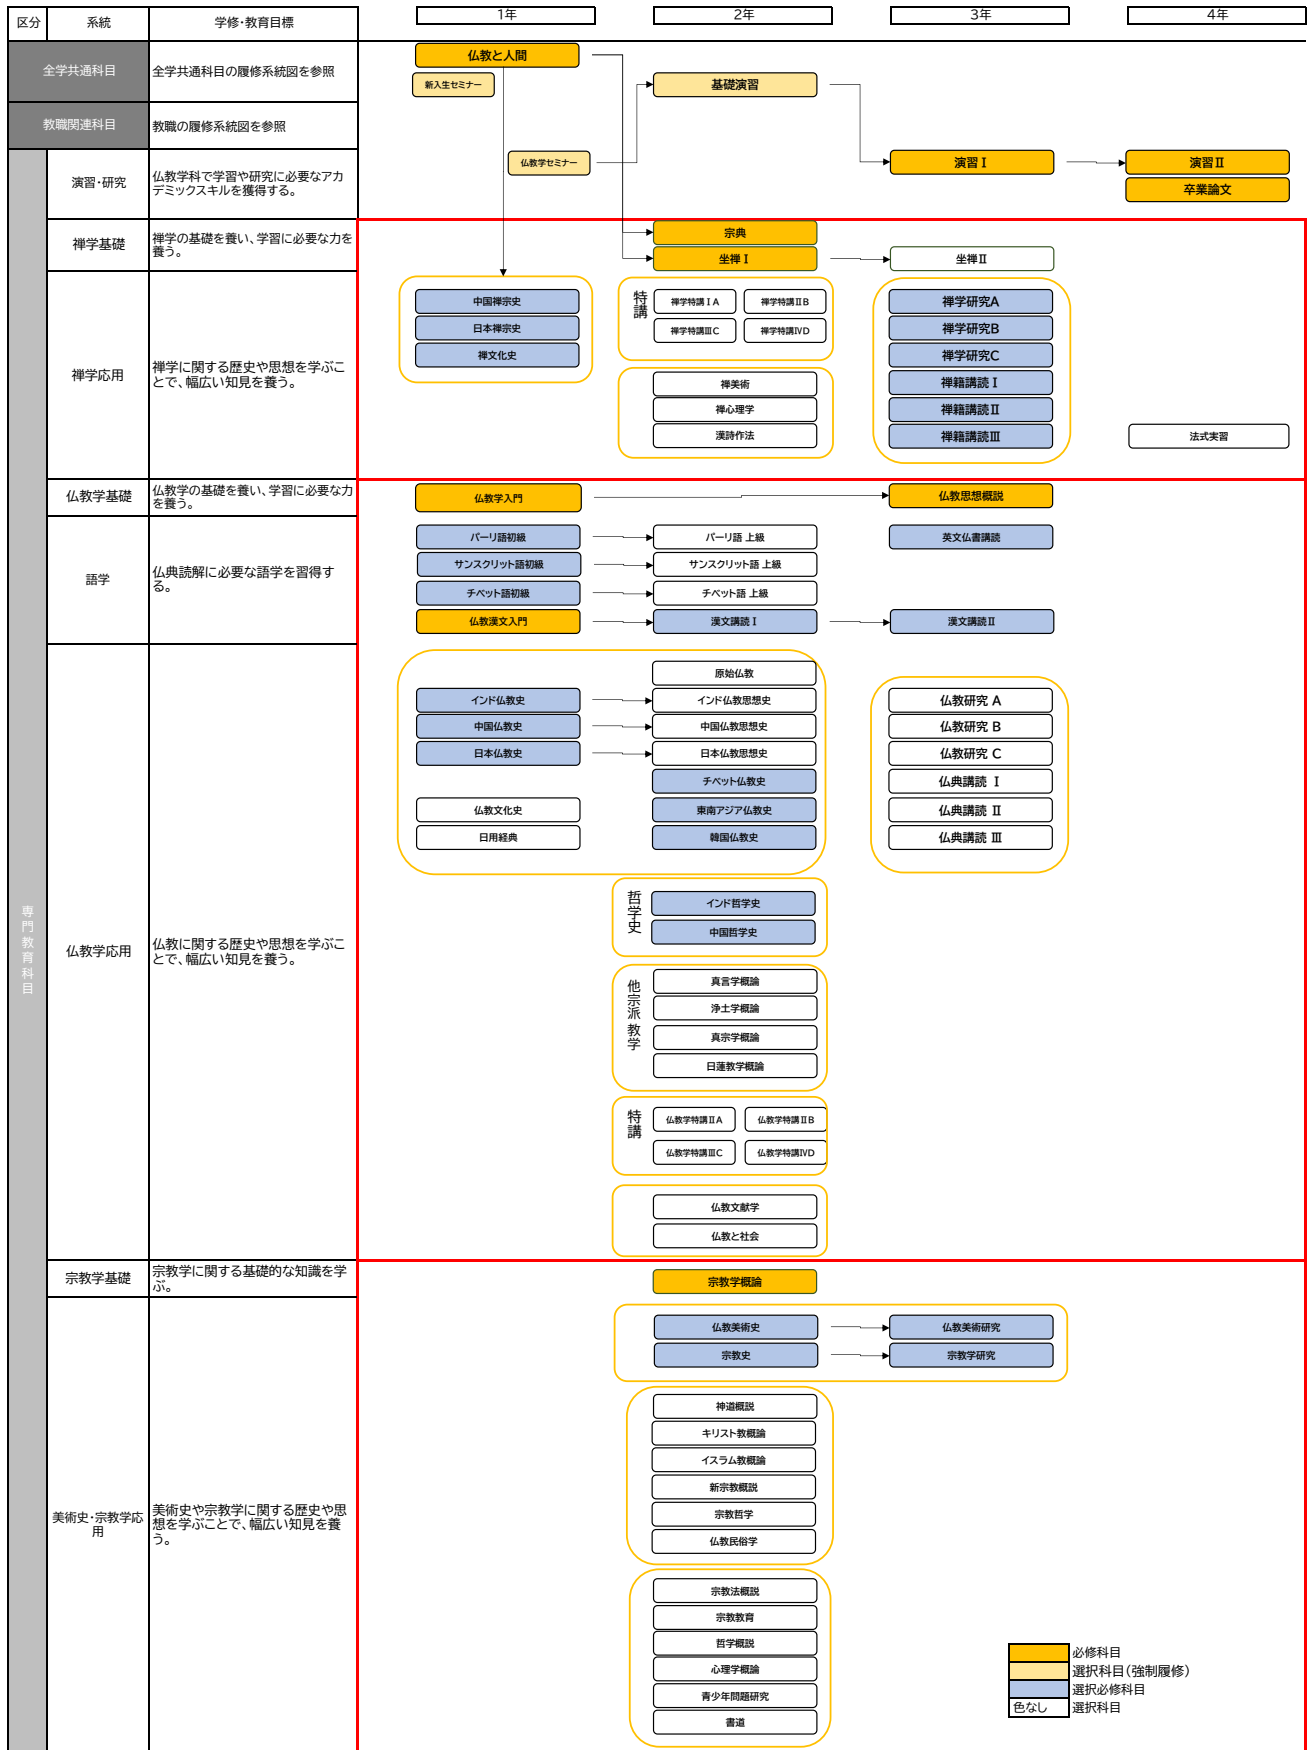 区分 系統 学修・教育目標 1年 2年 3年 4年
全学共通科目 全学共通科目の履修系統図を参照
仏教と人間
新入生セミナー 基礎演習
教職関連科目 教職の履修系統図を参照
専門教育科目
演習・研究 仏教学科で学習や研究に必要なアカ
デミックスキルを獲得する。
仏教学セミナー 演習Ⅰ 演習Ⅱ
卒業論文
禅学基礎 禅学の基礎を養い、学習に必要な力を
養う。
宗典
坐禅Ⅰ 坐禅Ⅱ
禅学応用 禅学に関する歴史や思想を学ぶこ
とで、幅広い知見を養う。
中国禅宗史
日本禅宗史
禅文化史
特講
禅学特講ⅠA 禅学特講ⅡB
禅学特講ⅢC 禅学特講ⅣD
禅美術
禅心理学
漢詩作法
禅学研究A
禅学研究B
禅学研究C
禅籍講読Ⅰ
禅籍講読Ⅱ
禅籍講読Ⅲ
法式実習
仏教学基礎 仏教学の基礎を養い、学習に必要な力
を養う。
仏教学入門 仏教思想概説
語学 仏典読解に必要な語学を習得す
る。
パーリ語初級 パーリ語 上級 英文仏書講読
サンスクリット語初級 サンスクリット語 上級
チベット語初級 チベット語 上級
仏教漢文入門 漢文講読Ⅰ 漢文講読Ⅱ
仏教学応用 仏教に関する歴史や思想を学ぶこ
とで、幅広い知見を養う。
原始仏教
インド仏教史 インド仏教思想史 仏教研究 A
中国仏教史 中国仏教思想史 仏教研究 B
日本仏教史 日本仏教思想史 仏教研究 C
チベット仏教史 仏典講読 Ⅰ
仏教文化史 東南アジア仏教史 仏典講読 Ⅱ
日用経典 韓国仏教史 仏典講読 Ⅲ
哲学史
インド哲学史
中国哲学史
他宗派教学
真言学概論
浄土学概論
真宗学概論
日蓮教学概論
特講
仏教学特講ⅡA 仏教学特講ⅡB
仏教学特講ⅢC 仏教学特講ⅣD
仏教文献学
仏教と社会
宗教学基礎 宗教学に関する基礎的な知識を学
ぶ。
宗教学概論
美術史・宗教学応
用
美術史や宗教学に関する歴史や思
想を学ぶことで、幅広い知見を養
う。
仏教美術史 仏教美術研究
宗教史 宗教学研究
神道概説
キリスト教概論
イスラム教概論
新宗教概説
宗教哲学
仏教民俗学
宗教法概説
宗教教育
哲学概説
心理学概論
青少年問題研究
書道
必修科目
選択科目(強制履修)
選択必修科目
色なし 選択科目